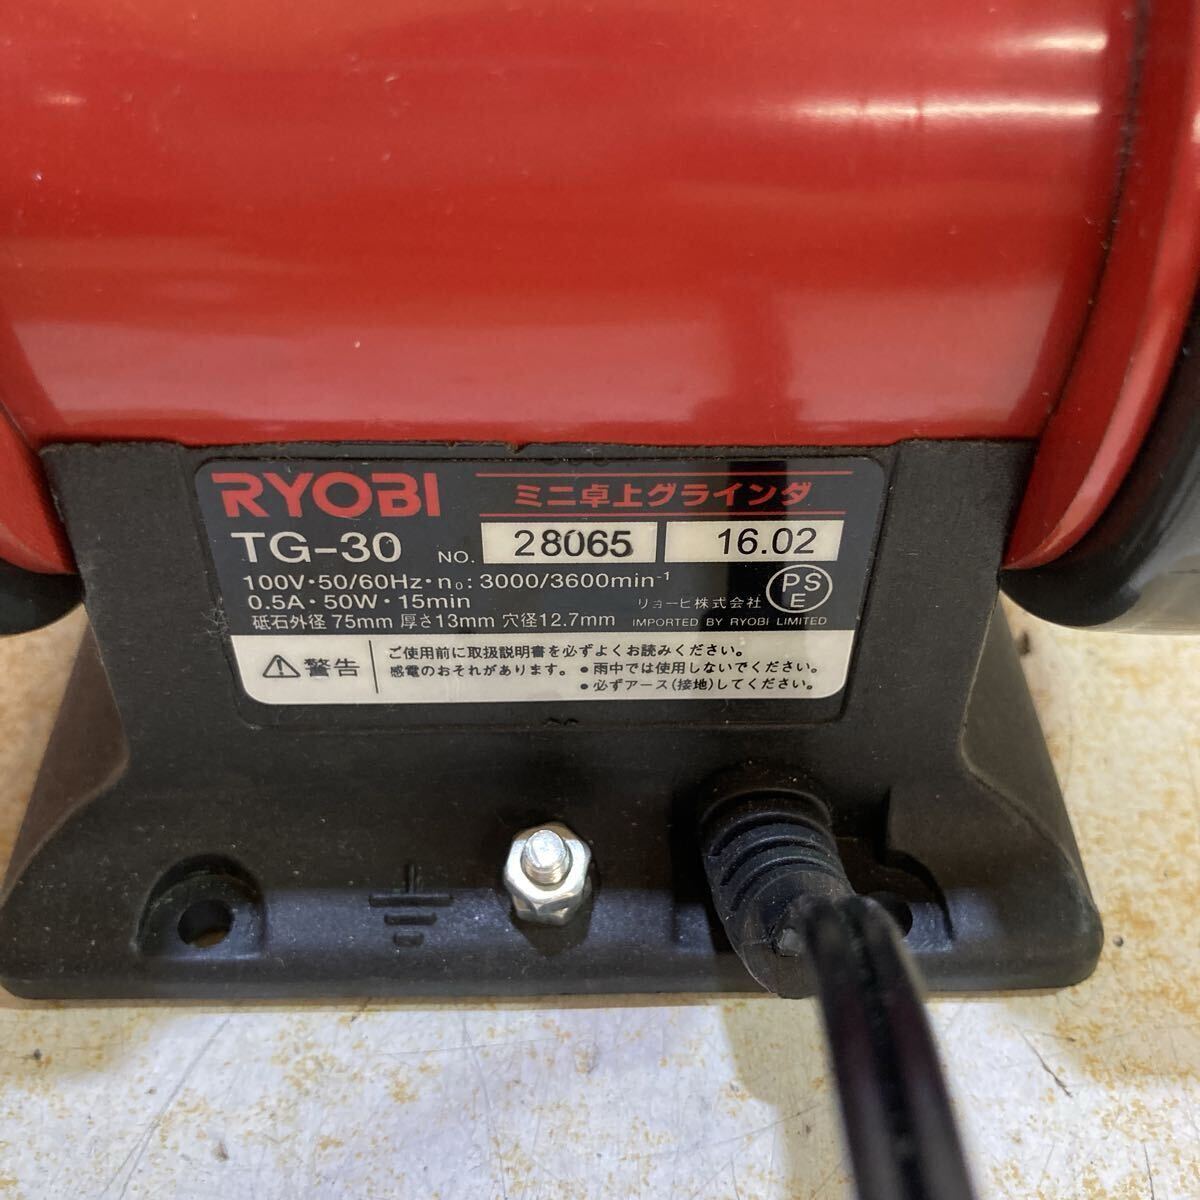 RYOBI ミニ卓上グラインダ
TG-30 NO. 28065 16.02
100V・50/60Hz・n₀: 3000/3600min⁻¹
0.5A・50W・15min リョービ株式会社 PSE
砥石外径 75mm 厚さ13mm 穴径12.7mm IMPORTED BY RYOBI LIMITED
⚠警告 ご使用前に取扱説明書を必ずよくお読みください。
感電のおそれがあります。 ●雨中では使用しないでください。
●必ずアース(接地)してください。